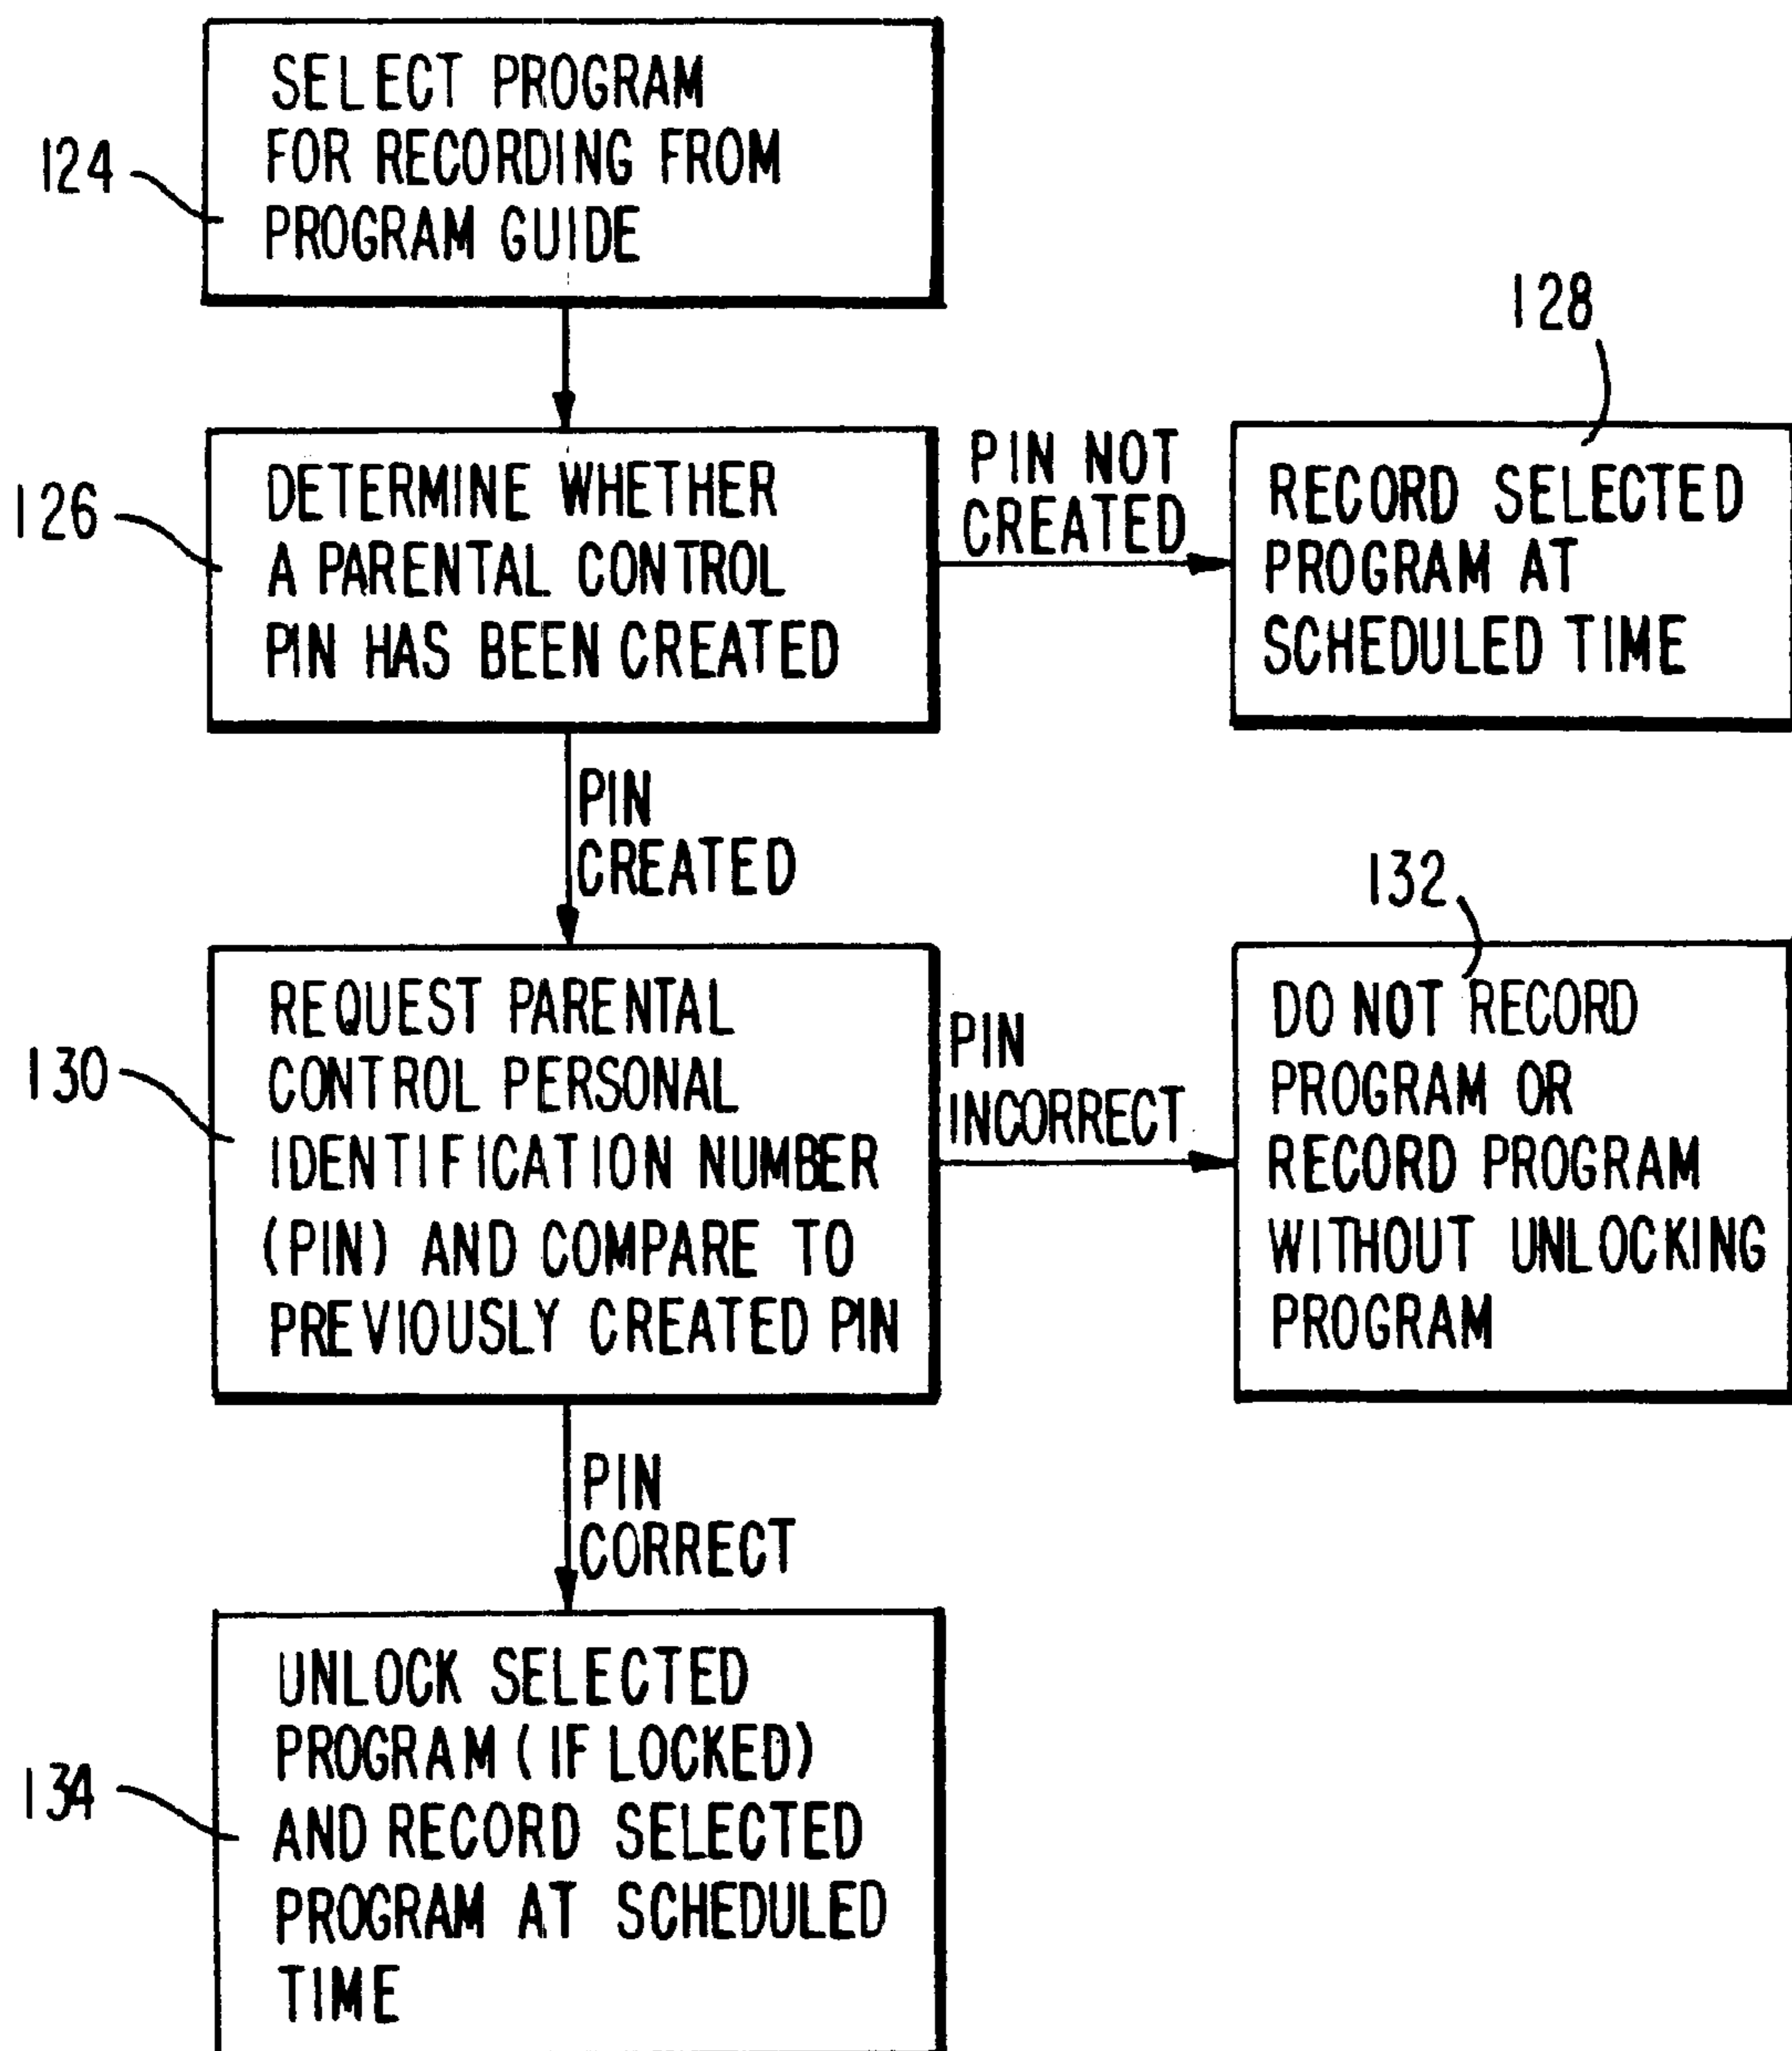 SELECT PROGRAM
FOR RECORDING FROM
PROGRAM GUIDE
124
128
DETERMINE WHETHER
A PARENTAL CONTROL
PIN HAS BEEN CREATED
126
PIN NOT
CREATED
RECORD SELECTED
PROGRAM AT
SCHEDULED TIME
PIN
CREATED
132
REQUEST PARENTAL
CONTROL PERSONAL
IDENTIFICATION NUMBER
(PIN) AND COMPARE TO
PREVIOUSLY CREATED PIN
130
PIN
INCORRECT
DO NOT RECORD
PROGRAM OR
RECORD PROGRAM
WITHOUT UNLOCKING
PROGRAM
PIN
CORRECT
UNLOCK SELECTED
PROGRAM (IF LOCKED)
AND RECORD SELECTED
PROGRAM AT SCHEDULED
TIME
134